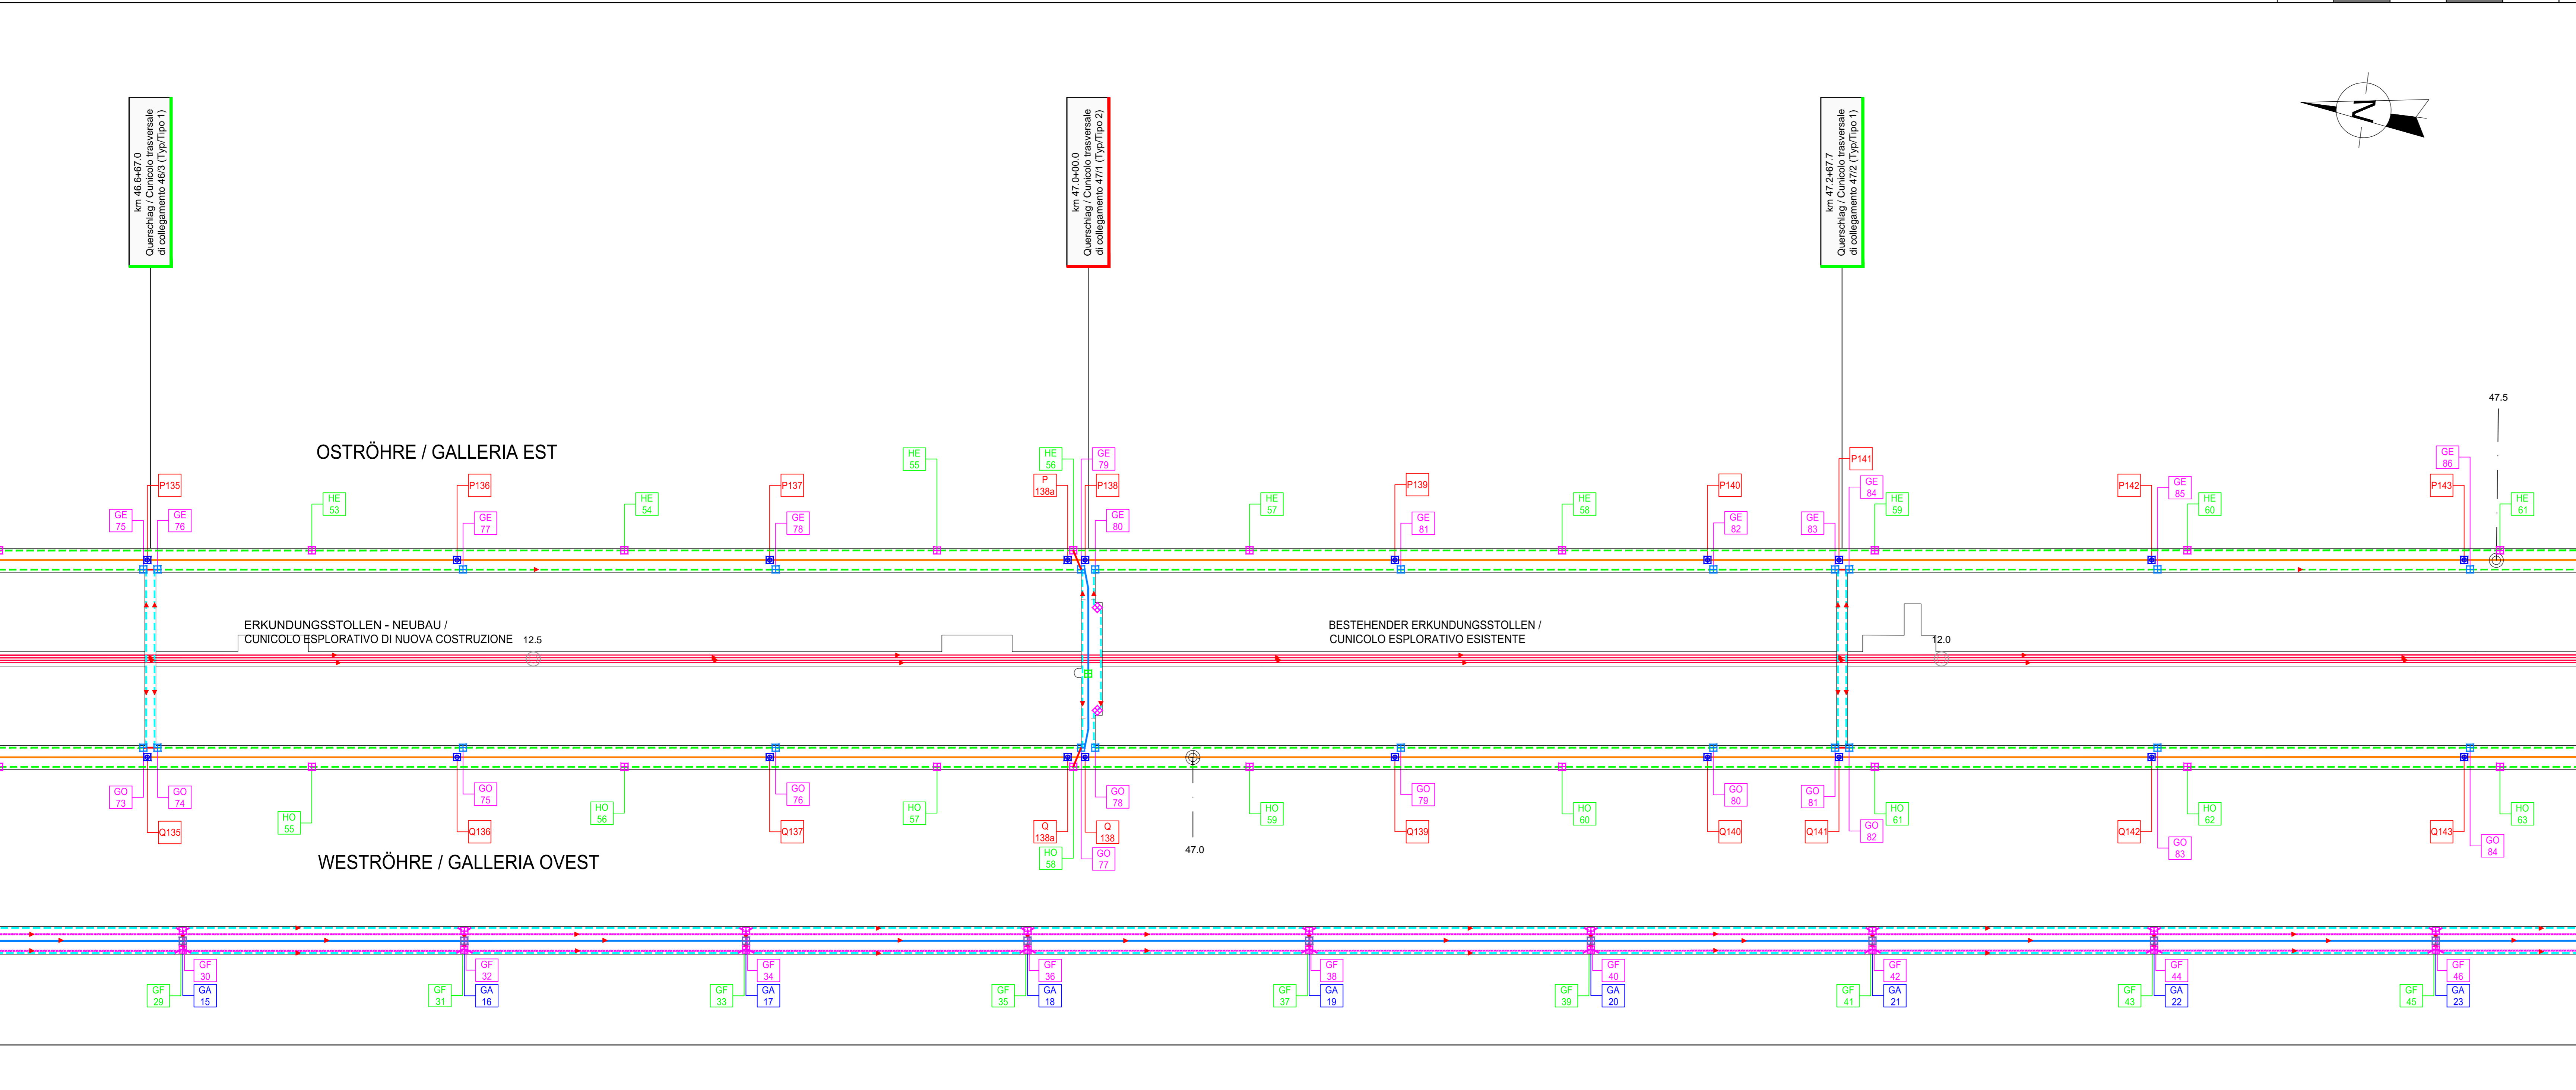 km 46.6+67.0
Querschlag / Cunicolo trasversale
di collegamento 46/3 (Typ/Tipo 1)
km 47.0+00.0
Querschlag / Cunicolo trasversale
di collegamento 47/1 (Typ/Tipo 2)
km 47.2+67.7
Querschlag / Cunicolo trasversale
di collegamento 47/2 (Typ/Tipo 1)
N
47.5
OSTRÖHRE / GALLERIA EST
GE
75
P135
GE
76
HE
53
P136
GE
77
HE
54
P137
GE
78
HE
55
HE
56
P
138a
GE
79
P138
GE
80
HE
57
P139
GE
81
HE
58
P140
GE
82
GE
83
P141
GE
84
HE
59
P142
GE
85
HE
60
GE
86
P143
HE
61
ERKUNDUNGSSTOLLEN - NEUBAU /
CUNICOLO ESPLORATIVO DI NUOVA COSTRUZIONE
12.5
BESTEHENDER ERKUNDUNGSSTOLLEN /
CUNICOLO ESPLORATIVO ESISTENTE
12.0
GO
73
GO
74
Q135
HO
55
GO
75
Q136
HO
56
GO
76
Q137
HO
57
Q
138a
HO
58
GO
78
Q
138
GO
77
47.0
HO
59
GO
79
Q139
HO
60
GO
80
Q140
GO
81
Q141
GO
82
HO
61
Q142
GO
83
HO
62
Q143
GO
84
HO
63
WESTRÖHRE / GALLERIA OVEST
GF
29
GF
30
GA
15
GF
31
GF
32
GA
16
GF
33
GF
34
GA
17
GF
35
GF
36
GA
18
GF
37
GF
38
GA
19
GF
39
GF
40
GA
20
GF
41
GF
42
GA
21
GF
43
GF
44
GA
22
GF
45
GF
46
GA
23